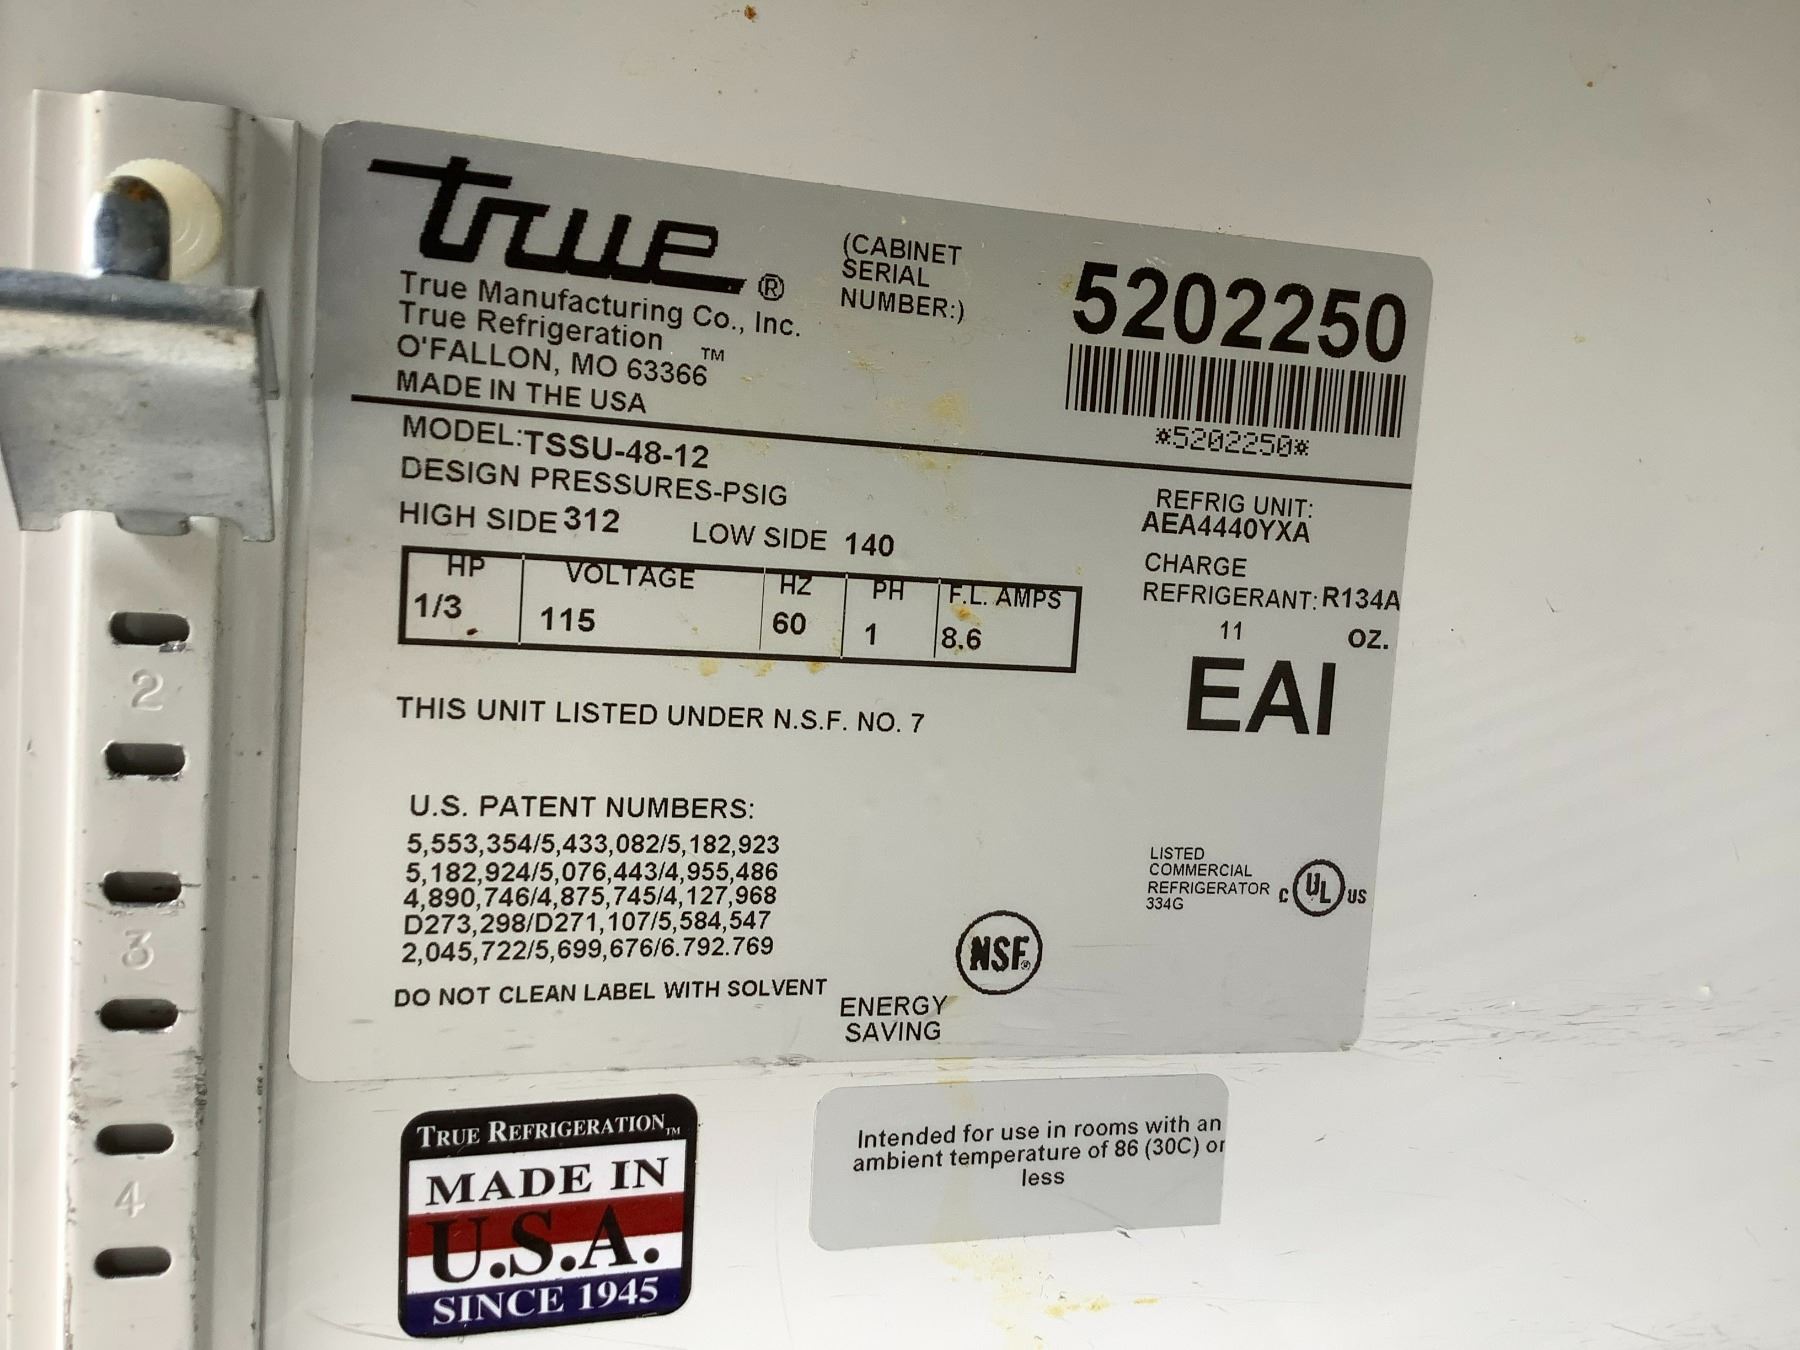 true®
True Manufacturing Co., Inc.
True Refrigeration ™
O'FALLON, MO 63366
MADE IN THE USA
(CABINET
SERIAL
NUMBER:)
5202250
*5202250*
MODEL:TSSU-48-12
DESIGN PRESSURES-PSIG
HIGH SIDE 312 LOW SIDE 140
REFRIG UNIT:
AEA4440YXA
CHARGE
REFRIGERANT: R134A
11 OZ.
EAI
HP VOLTAGE HZ PH F.L. AMPS
1/3 115 60 1 8.6
THIS UNIT LISTED UNDER N.S.F. NO. 7
U.S. PATENT NUMBERS:
5,553,354/5,433,082/5,182,923
5,182,924/5,076,443/4,955,486
4,890,746/4,875,745/4,127,968
D273,298/D271,107/5,584,547
2,045,722/5,699,676/6.792.769
DO NOT CLEAN LABEL WITH SOLVENT
ENERGY
SAVING
NSF®
LISTED
COMMERCIAL
REFRIGERATOR
334G
C UL US
TRUE REFRIGERATION™
MADE IN
U.S.A.
SINCE 1945
Intended for use in rooms with an
ambient temperature of 86 (30C) or
less
2
3
4